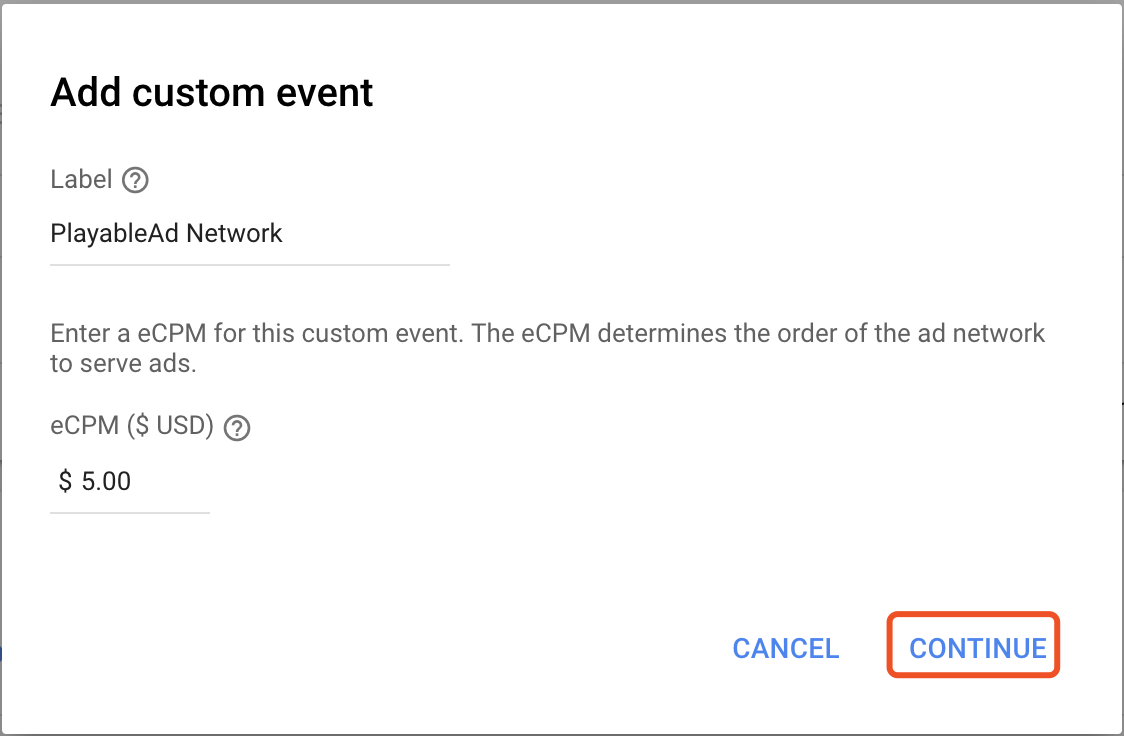 Add custom event
Label ?
PlayableAd Network
Enter a eCPM for this custom event. The eCPM determines the order of the ad network
to serve ads.
eCPM ($ USD) ?
$ 5.00
CANCEL CONTINUE